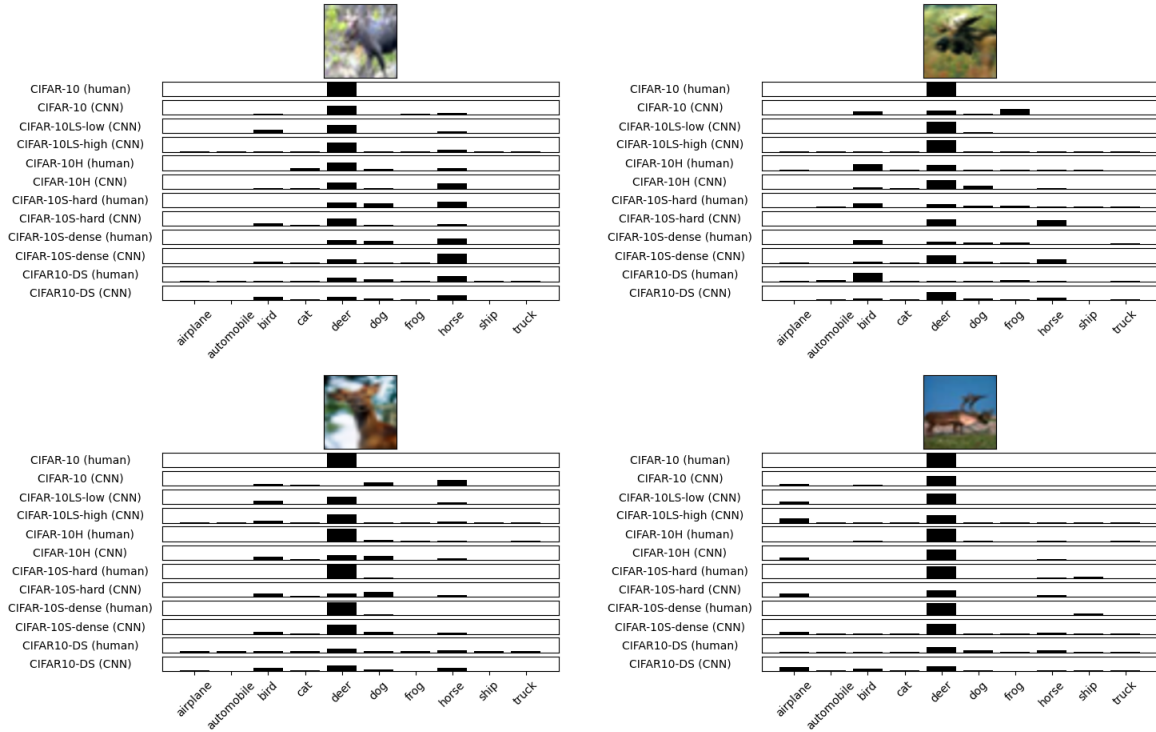 CIFAR-10 (human)
CIFAR-10 (CNN)
CIFAR-10LS-low (CNN)
CIFAR-10LS-high (CNN)
CIFAR-10H (human)
CIFAR-10H (CNN)
CIFAR-10S-hard (human)
CIFAR-10S-hard (CNN)
CIFAR-10S-dense (human)
CIFAR-10S-dense (CNN)
CIFAR10-DS (human)
CIFAR10-DS (CNN)
airplane
automobile
bird
cat
deer
dog
frog
horse
ship
truck
CIFAR-10 (human)
CIFAR-10 (CNN)
CIFAR-10LS-low (CNN)
CIFAR-10LS-high (CNN)
CIFAR-10H (human)
CIFAR-10H (CNN)
CIFAR-10S-hard (human)
CIFAR-10S-hard (CNN)
CIFAR-10S-dense (human)
CIFAR-10S-dense (CNN)
CIFAR10-DS (human)
CIFAR10-DS (CNN)
airplane
automobile
bird
cat
deer
dog
frog
horse
ship
truck
CIFAR-10 (human)
CIFAR-10 (CNN)
CIFAR-10LS-low (CNN)
CIFAR-10LS-high (CNN)
CIFAR-10H (human)
CIFAR-10H (CNN)
CIFAR-10S-hard (human)
CIFAR-10S-hard (CNN)
CIFAR-10S-dense (human)
CIFAR-10S-dense (CNN)
CIFAR10-DS (human)
CIFAR10-DS (CNN)
airplane
automobile
bird
cat
deer
dog
frog
horse
ship
truck
CIFAR-10 (human)
CIFAR-10 (CNN)
CIFAR-10LS-low (CNN)
CIFAR-10LS-high (CNN)
CIFAR-10H (human)
CIFAR-10H (CNN)
CIFAR-10S-hard (human)
CIFAR-10S-hard (CNN)
CIFAR-10S-dense (human)
CIFAR-10S-dense (CNN)
CIFAR10-DS (human)
CIFAR10-DS (CNN)
airplane
automobile
bird
cat
deer
dog
frog
horse
ship
truck